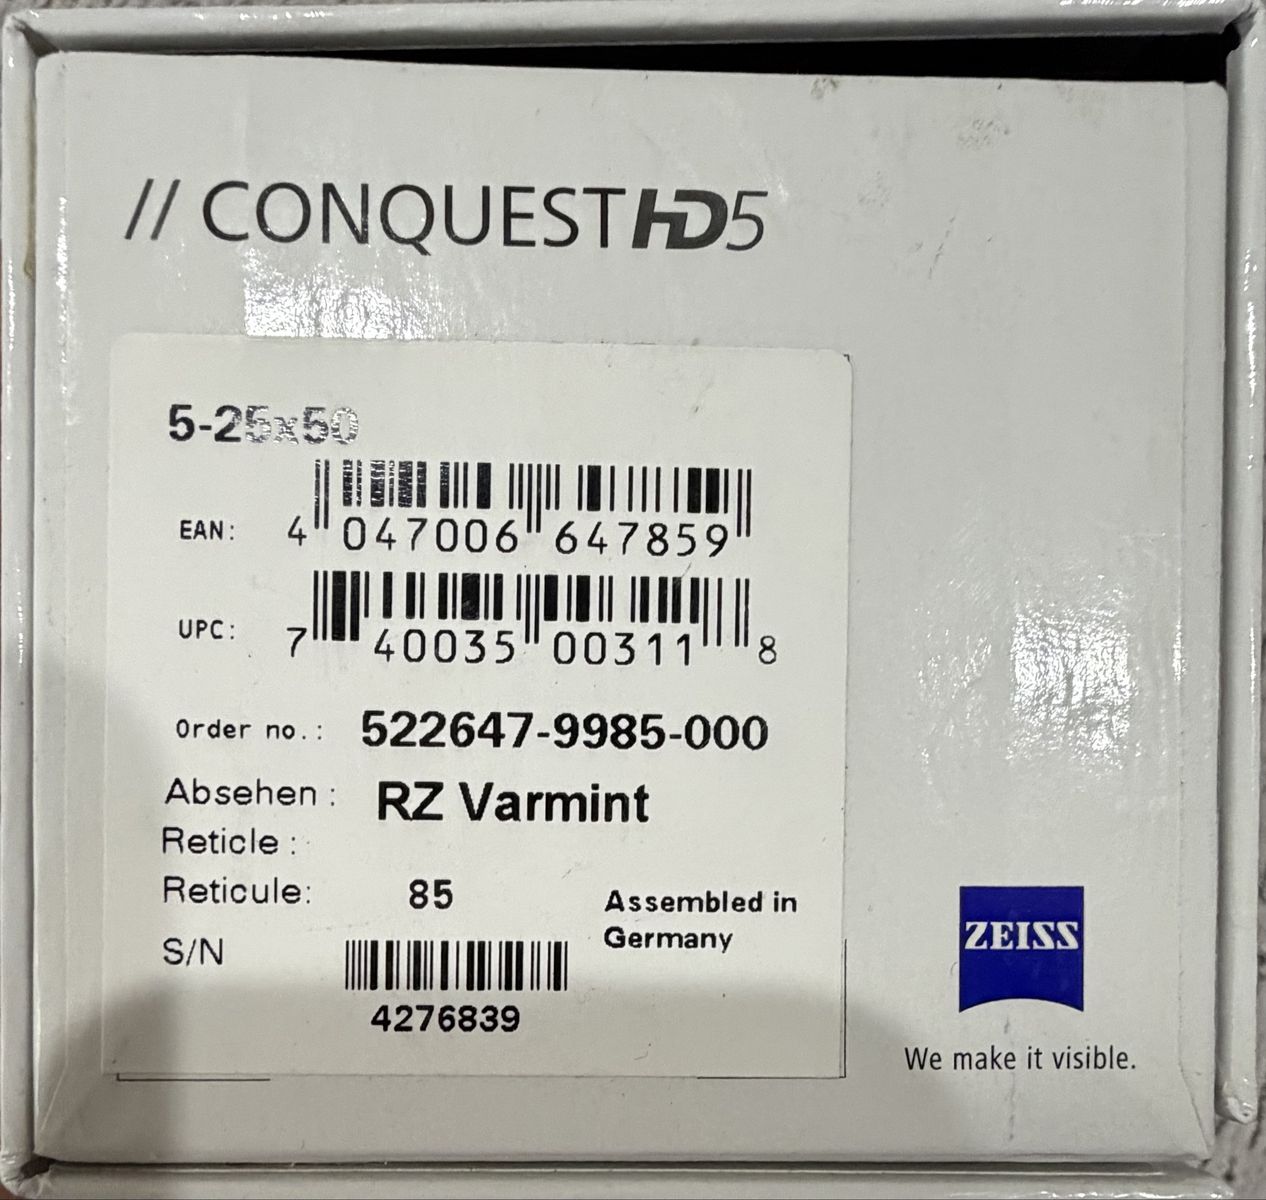 // CONQUEST HD5
5-25x50
EAN: 4 047006 647859
UPC: 7 40035 00311 8
Order no.: 522647-9985-000
Absehen: RZ Varmint
Reticle:
Reticule: 85
Assembled in
Germany
S/N
4276839
ZEISS
We make it visible.